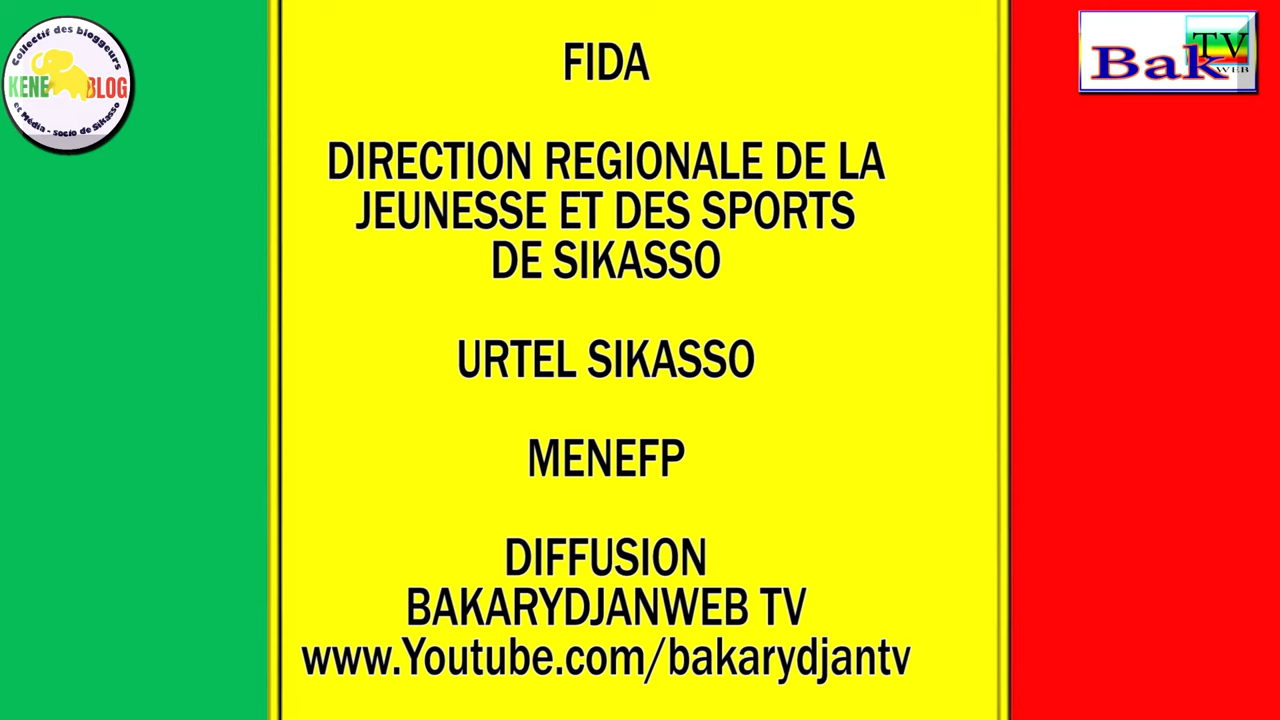 Collectif des bloggeurs
KENE BLOG
et Média - socio de Sikasso
Bak TV
WEB
FIDA
DIRECTION REGIONALE DE LA
JEUNESSE ET DES SPORTS
DE SIKASSO
URTEL SIKASSO
MENEFP
DIFFUSION
BAKARYDJANWEB TV
www.Youtube.com/bakarydjantv